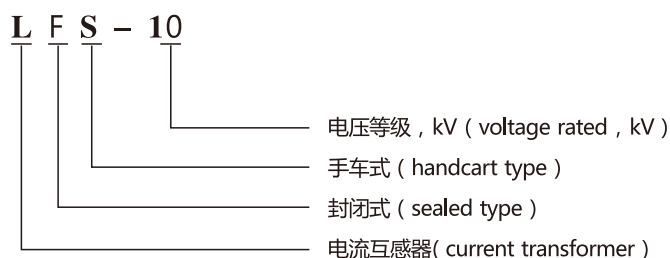 L F S - 10
电压等级，kV（voltage rated，kV）
手车式（handcart type）
封闭式（sealed type）
电流互感器( current transformer )